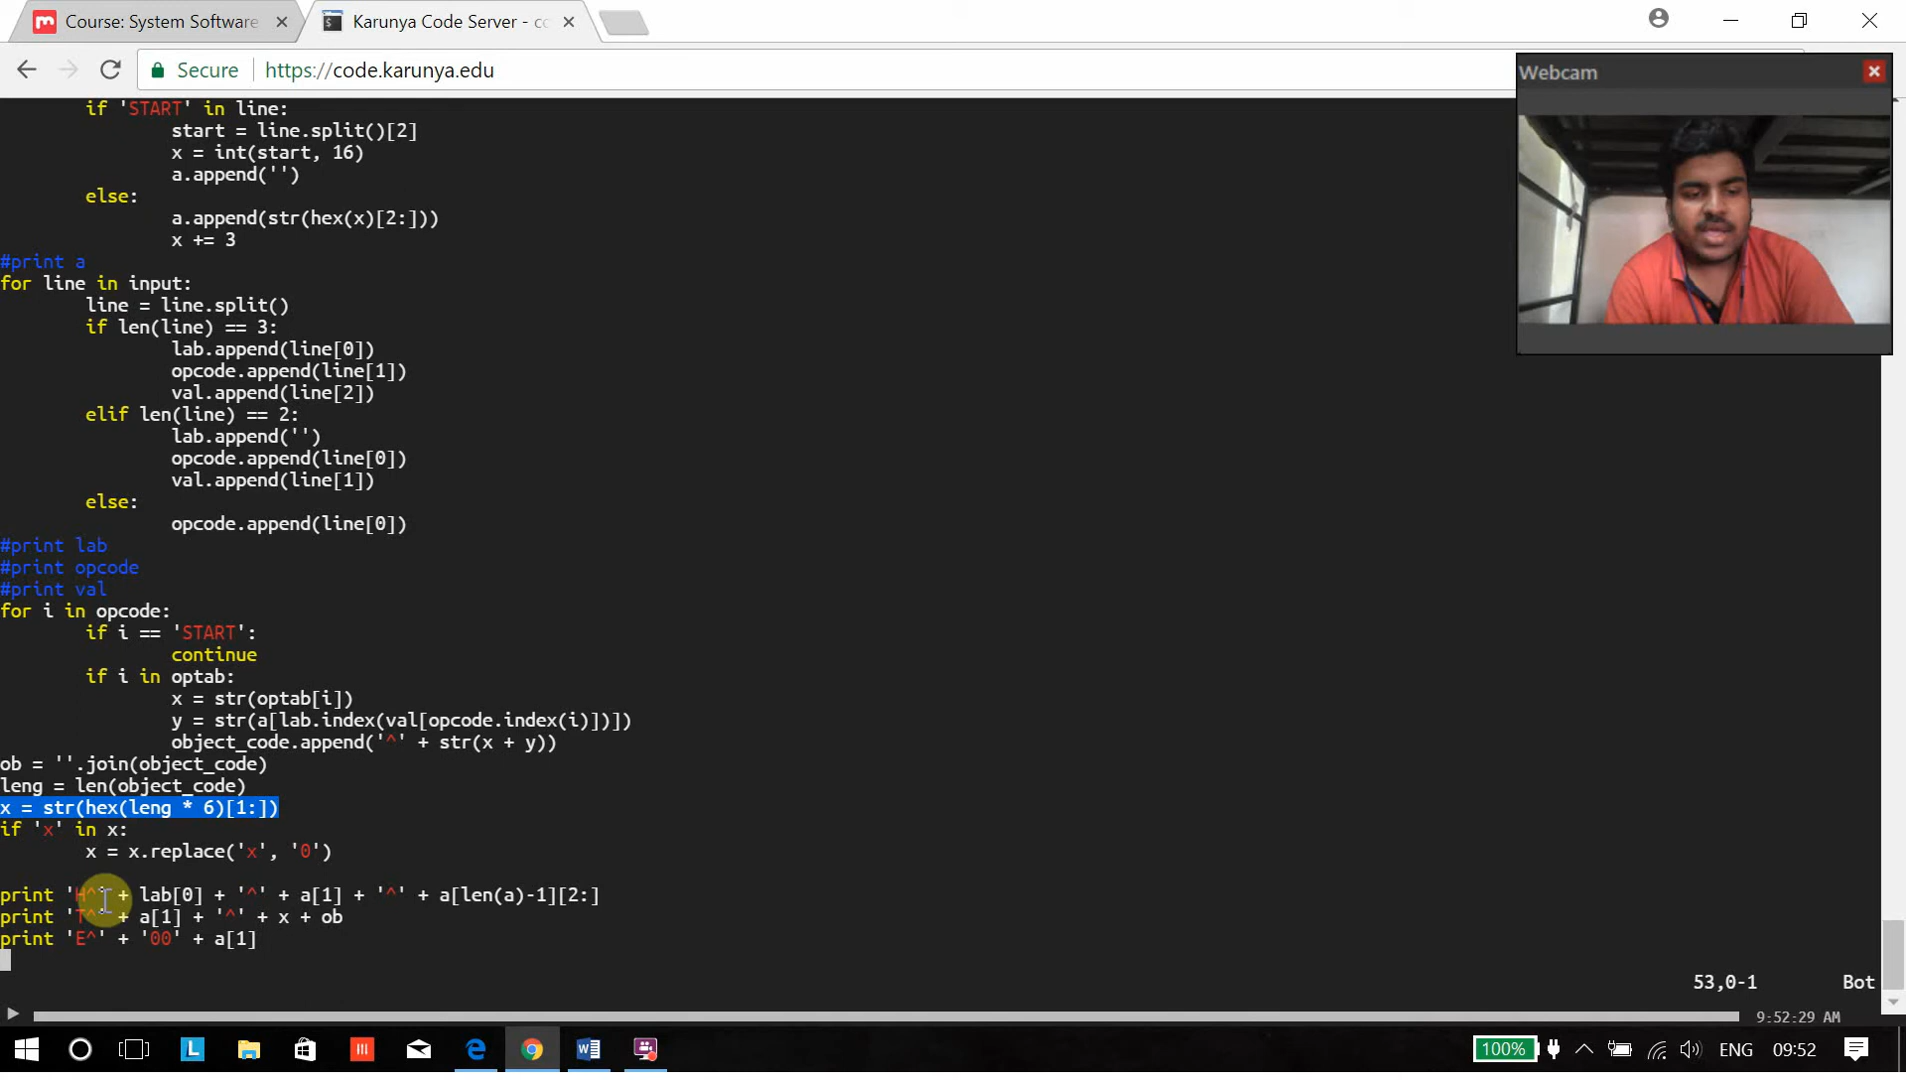 Course: System Software
Karunya Code Server - co
Secure
https://code.karunya.edu
Webcam
if 'START' in line:
start = line.split()[2]
x = int(start, 16)
a.append('')
else:
a.append(str(hex(x)[2:]))
x += 3
#print a
for line in input:
line = line.split()
if len(line) == 3:
lab.append(line[0])
opcode.append(line[1])
val.append(line[2])
elif len(line) == 2:
lab.append('')
opcode.append(line[0])
val.append(line[1])
else:
opcode.append(line[0])
#print lab
#print opcode
#print val
for i in opcode:
if i == 'START':
continue
if i in optab:
x = str(optab[i])
y = str(a[lab.index(val[opcode.index(i)])])
object_code.append('^' + str(x + y))
ob = ''.join(object_code)
leng = len(object_code)
x = str(hex(leng * 6)[1:])
if 'x' in x:
x = x.replace('x', '0')
print 'H^' + lab[0] + '^' + a[1] + '^' + a[len(a)-1][2:]
print 'T^' + a[1] + '^' + x + ob
print 'E^' + '00' + a[1]
53,0-1 Bot
9:52:29 AM
100% ENG 09:52